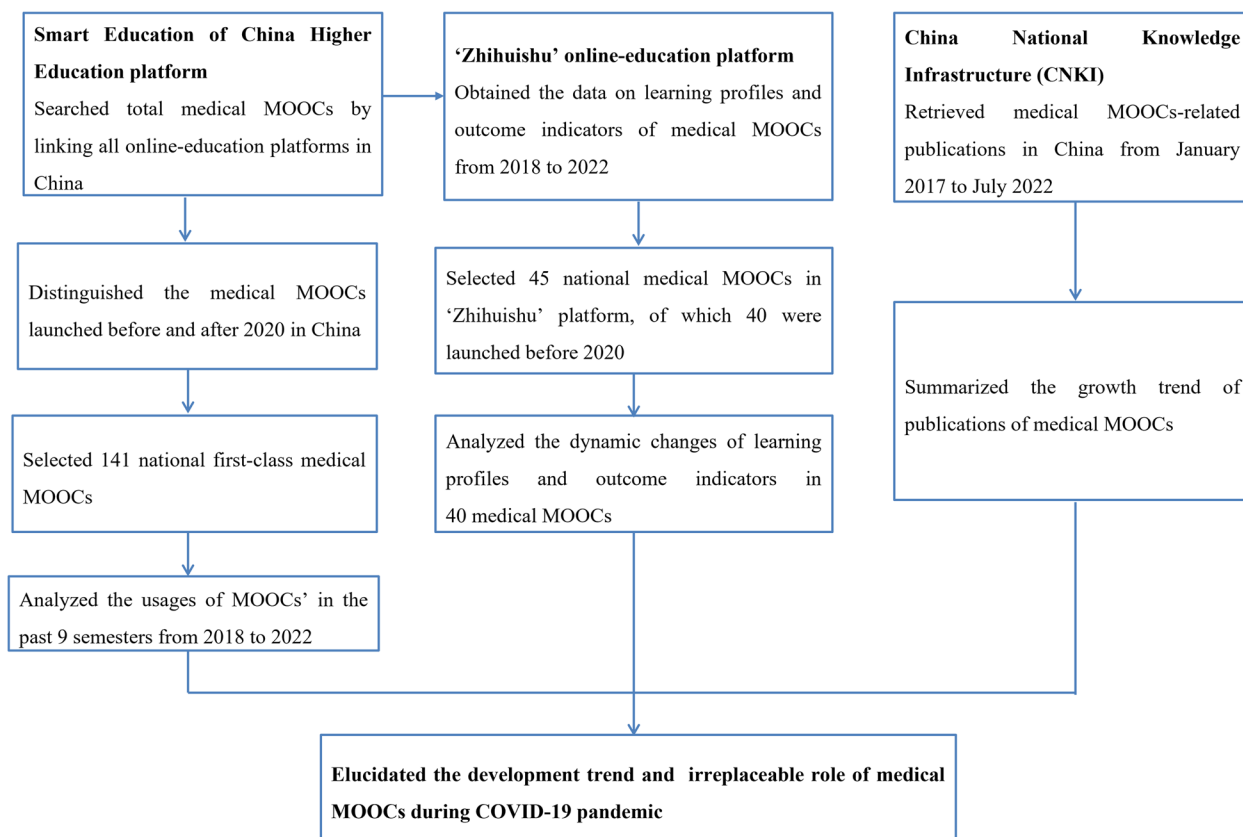 Smart Education of China Higher
Education platform
Searched total medical MOOCs by
linking all online-education platforms in
China
Distinguished the medical MOOCs
launched before and after 2020 in China
Selected 141 national first-class medical
MOOCs
Analyzed the usages of MOOCs’ in the
past 9 semesters from 2018 to 2022
‘Zhihuishu’ online-education platform
Obtained the data on learning profiles and
outcome indicators of medical MOOCs
from 2018 to 2022
Selected 45 national medical MOOCs in
‘Zhihuishu’ platform, of which 40 were
launched before 2020
Analyzed the dynamic changes of learning
profiles and outcome indicators in
40 medical MOOCs
China National Knowledge
Infrastructure (CNKI)
Retrieved medical MOOCs-related
publications in China from January
2017 to July 2022
Summarized the growth trend of
publications of medical MOOCs
Elucidated the development trend and irreplaceable role of medical
MOOCs during COVID-19 pandemic